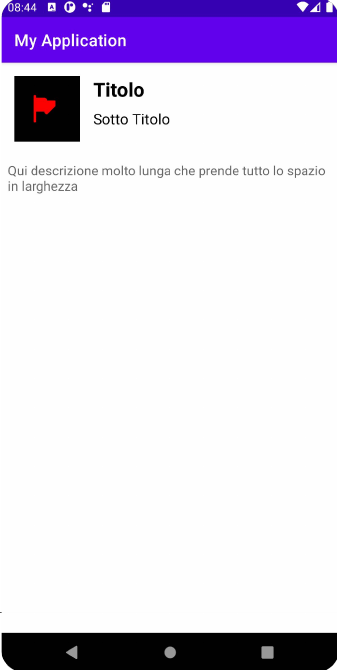 08:44
My Application
Titolo
Sotto Titolo
Qui descrizione molto lunga che prende tutto lo spazio
in larghezza